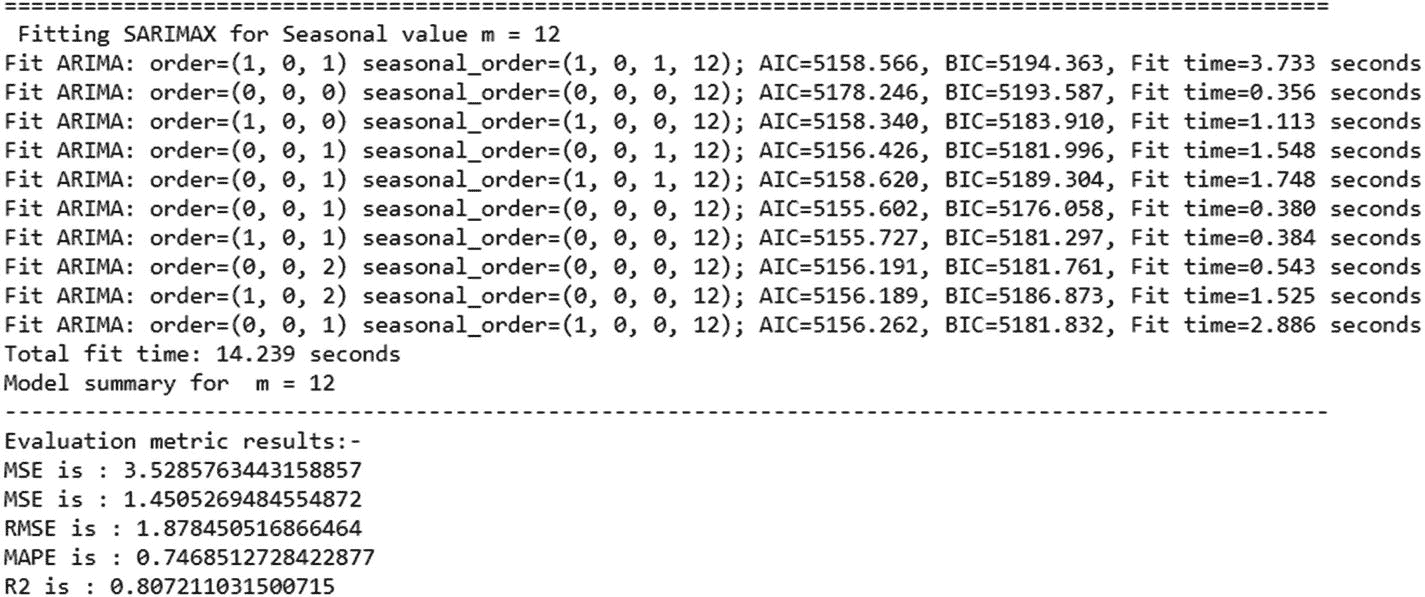 ====================================================================================================
Fitting SARIMAX for Seasonal value m = 12
Fit ARIMA: order=(1, 0, 1) seasonal_order=(1, 0, 1, 12); AIC=5158.566, BIC=5194.363, Fit time=3.733 seconds
Fit ARIMA: order=(0, 0, 0) seasonal_order=(0, 0, 0, 12); AIC=5178.246, BIC=5193.587, Fit time=0.356 seconds
Fit ARIMA: order=(1, 0, 0) seasonal_order=(1, 0, 0, 12); AIC=5158.340, BIC=5183.910, Fit time=1.113 seconds
Fit ARIMA: order=(0, 0, 1) seasonal_order=(0, 0, 1, 12); AIC=5156.426, BIC=5181.996, Fit time=1.548 seconds
Fit ARIMA: order=(0, 0, 1) seasonal_order=(1, 0, 1, 12); AIC=5158.620, BIC=5189.304, Fit time=1.748 seconds
Fit ARIMA: order=(0, 0, 1) seasonal_order=(0, 0, 0, 12); AIC=5155.602, BIC=5176.058, Fit time=0.380 seconds
Fit ARIMA: order=(1, 0, 1) seasonal_order=(0, 0, 0, 12); AIC=5155.727, BIC=5181.297, Fit time=0.384 seconds
Fit ARIMA: order=(0, 0, 2) seasonal_order=(0, 0, 0, 12); AIC=5156.191, BIC=5181.761, Fit time=0.543 seconds
Fit ARIMA: order=(1, 0, 2) seasonal_order=(0, 0, 0, 12); AIC=5156.189, BIC=5186.873, Fit time=1.525 seconds
Fit ARIMA: order=(0, 0, 1) seasonal_order=(1, 0, 0, 12); AIC=5156.262, BIC=5181.832, Fit time=2.886 seconds
Total fit time: 14.239 seconds
Model summary for  m = 12
----------------------------------------------------------------------------------------------------
Evaluation metric results:-
MSE is : 3.5285763443158857
MSE is : 1.4505269484554872
RMSE is : 1.878450516866464
MAPE is : 0.7468512728422877
R2 is : 0.807211031500715